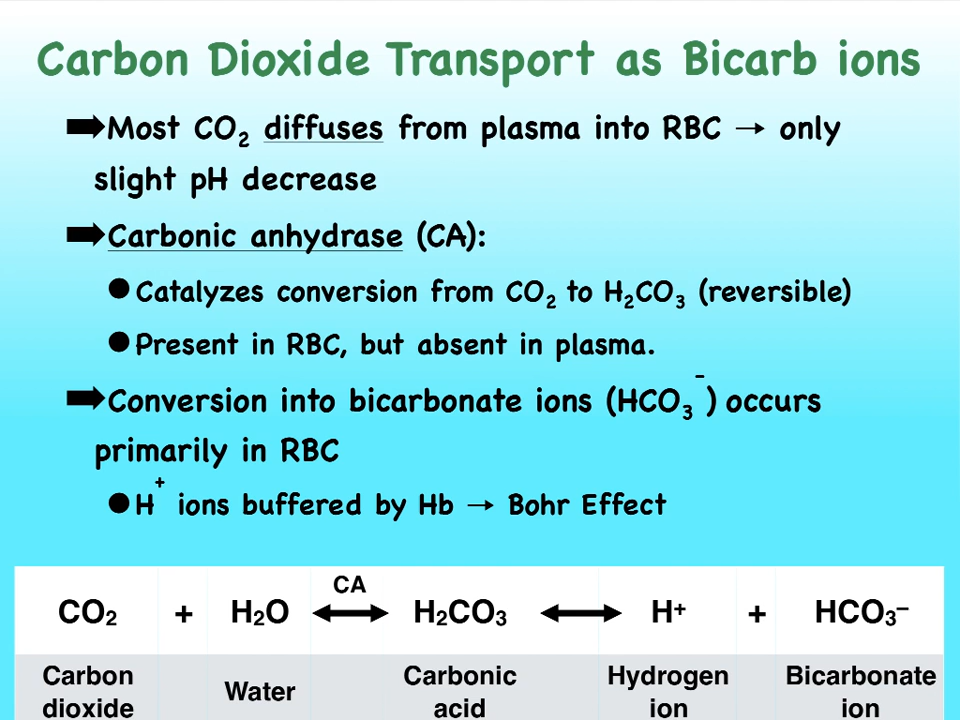 Carbon Dioxide Transport as Bicarb ions
➡Most CO₂ diffuses from plasma into RBC → only
slight pH decrease
➡Carbonic anhydrase (CA):
●Catalyzes conversion from CO₂ to H₂CO₃ (reversible)
●Present in RBC, but absent in plasma.
➡Conversion into bicarbonate ions (HCO₃⁻) occurs
primarily in RBC
●H⁺ ions buffered by Hb → Bohr Effect
CA
CO₂ + H₂O ⟷ H₂CO₃ ⟷ H⁺ + HCO₃⁻
Carbon Carbonic Hydrogen Bicarbonate
Water
dioxide acid ion ion